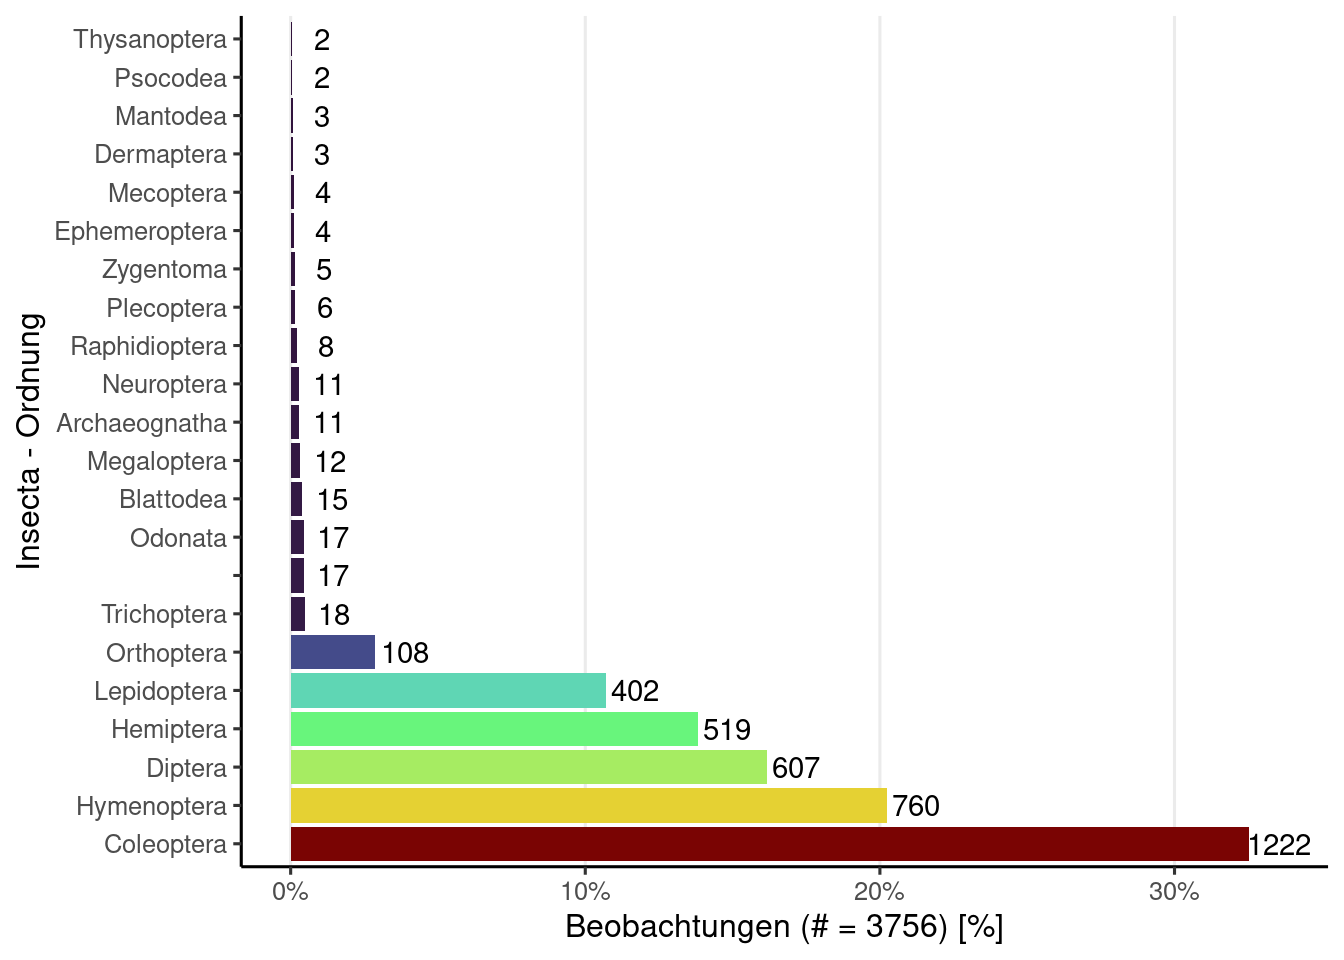 Insecta - Ordnung
Thysanoptera 2
Psocodea 2
Mantodea 3
Dermaptera 3
Mecoptera 4
Ephemeroptera 4
Zygentoma 5
Plecoptera 6
Raphidioptera 8
Neuroptera 11
Archaeognatha 11
Megaloptera 12
Blattodea 15
Odonata 17
17
Trichoptera 18
Orthoptera 108
Lepidoptera 402
Hemiptera 519
Diptera 607
Hymenoptera 760
Coleoptera 1222
0% 10% 20% 30%
Beobachtungen (# = 3756) [%]